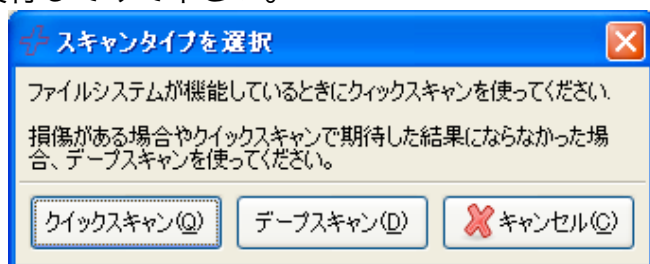 スキャンタイプを選択
ファイルシステムが機能しているときにクィックスキャンを使ってください.
損傷がある場合やクイックスキャンで期待した結果にならなかった場
合、デープスキャンを使ってください。
クイックスキャン(Q) デープスキャン(D) キャンセル(C)